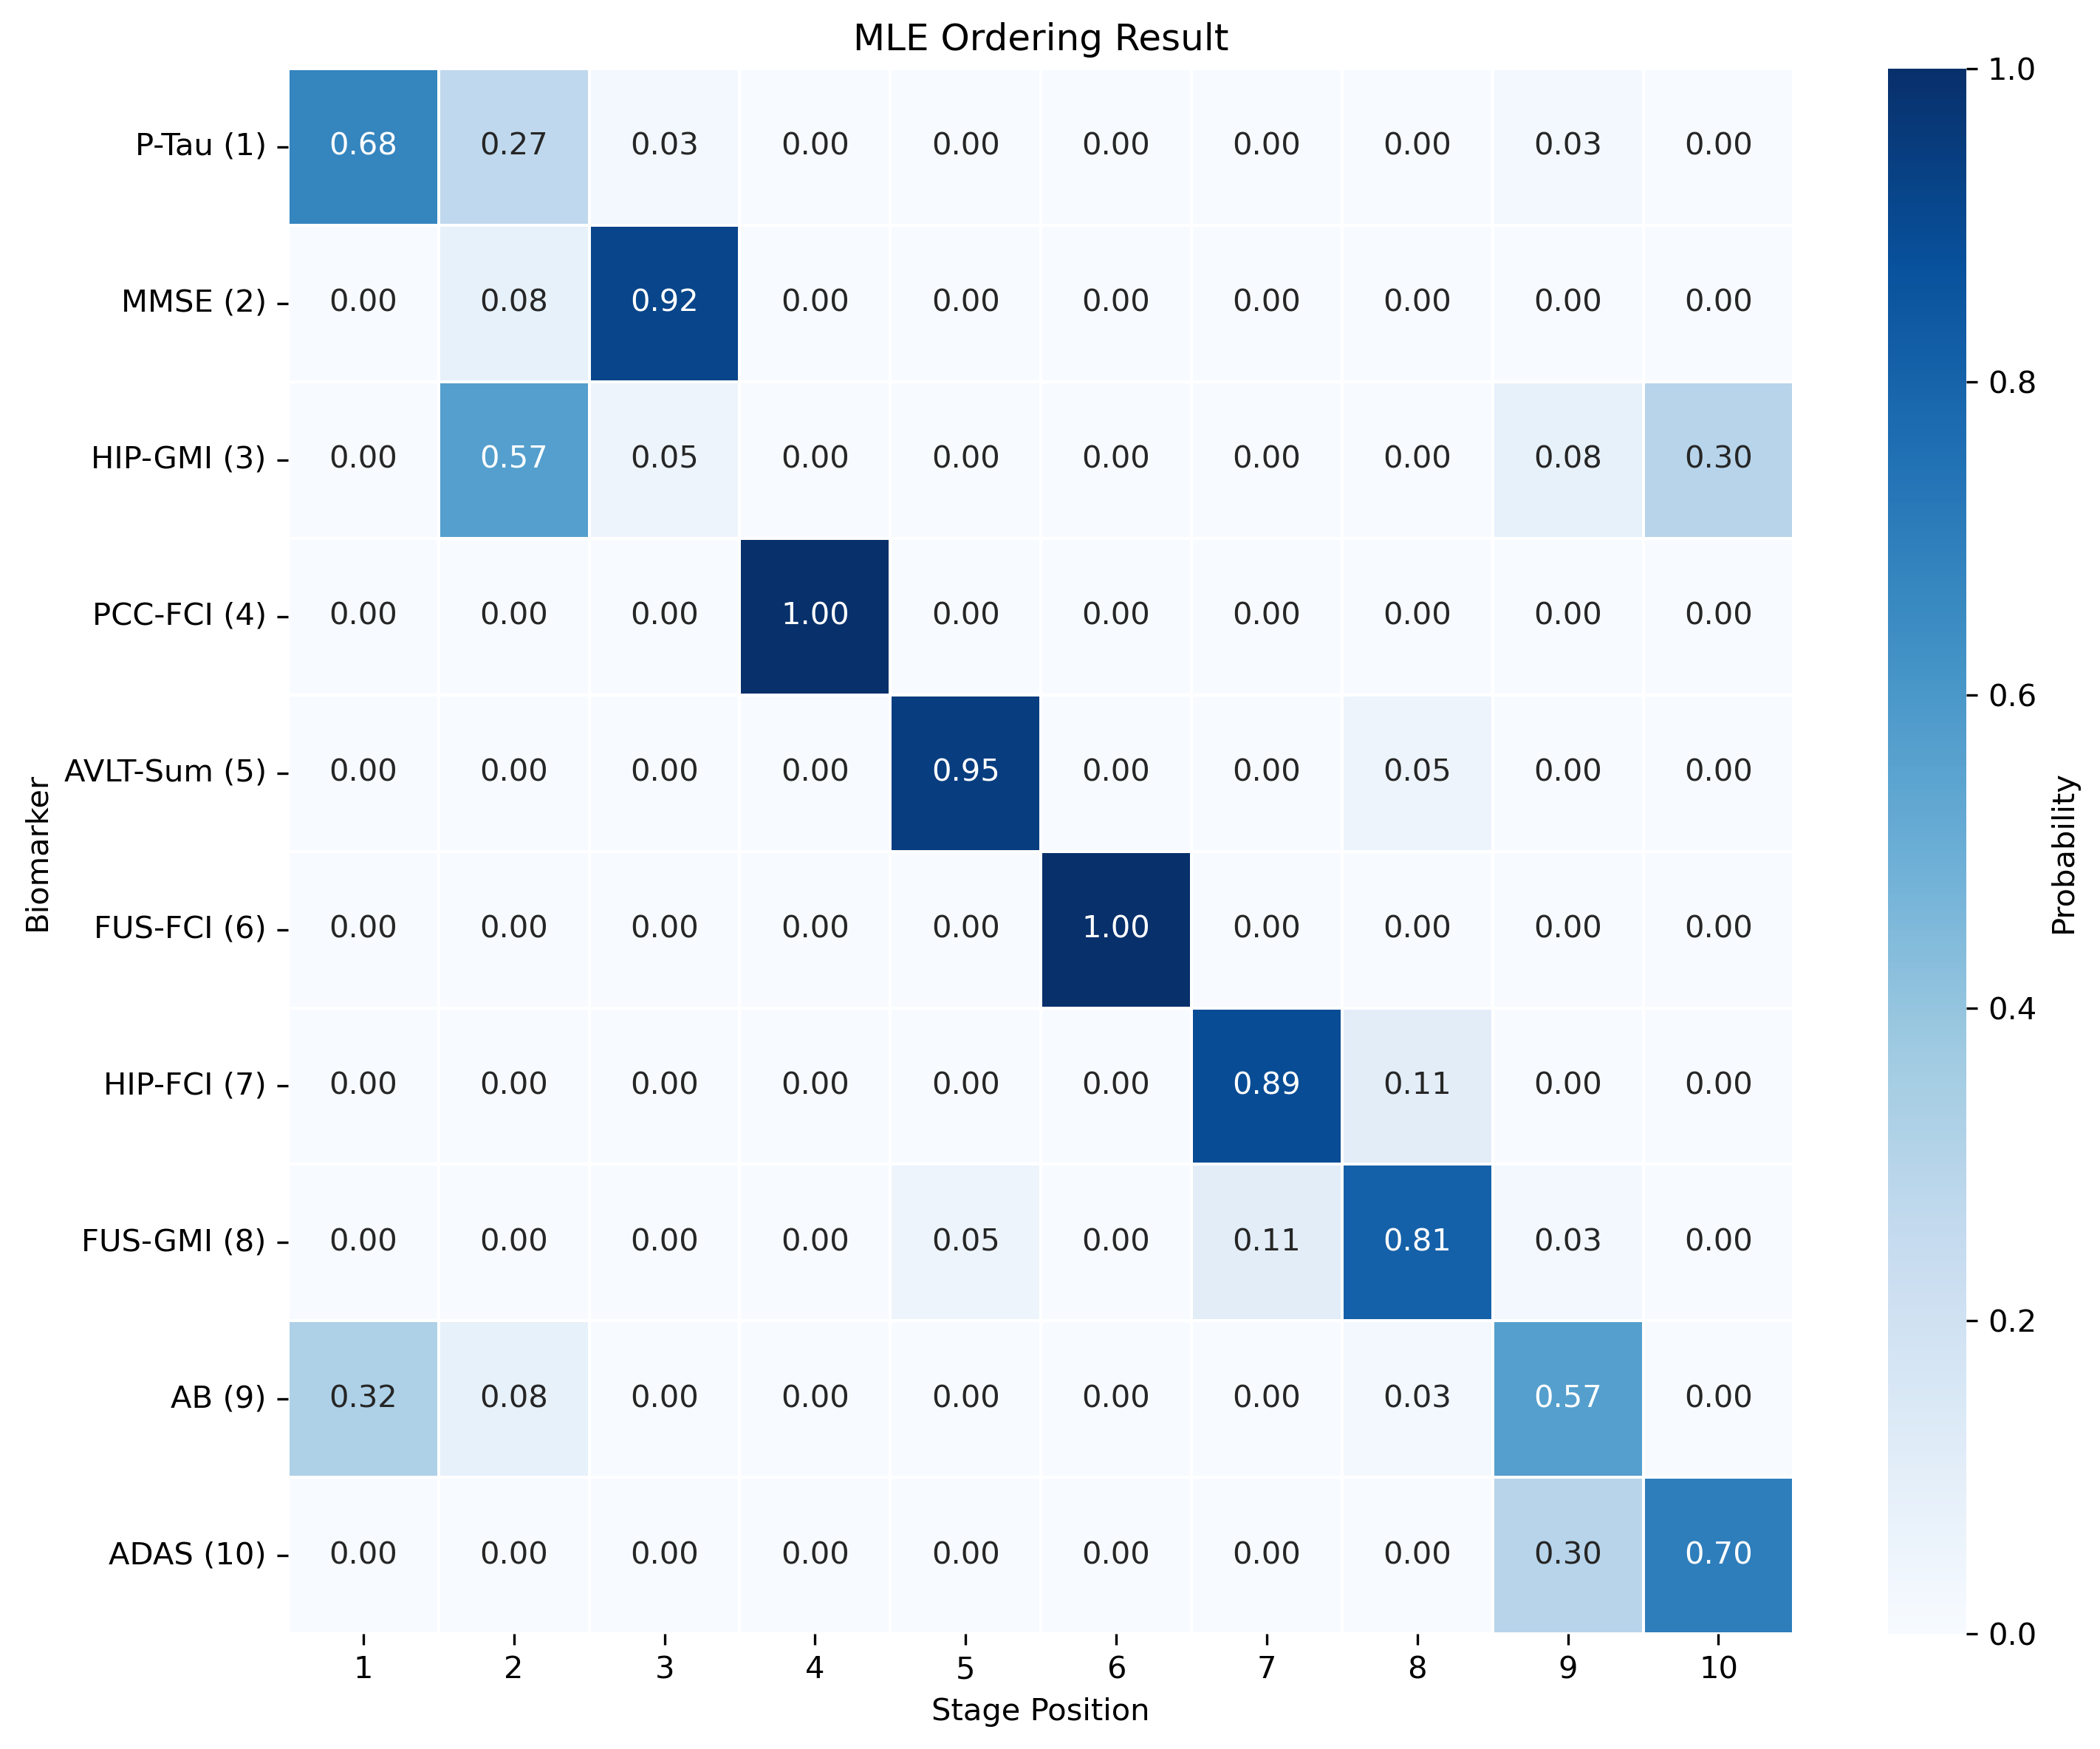 MLE Ordering Result
P-Tau (1) 0.68 0.27 0.03 0.00 0.00 0.00 0.00 0.00 0.03 0.00
MMSE (2) 0.00 0.08 0.92 0.00 0.00 0.00 0.00 0.00 0.00 0.00
HIP-GMI (3) 0.00 0.57 0.05 0.00 0.00 0.00 0.00 0.00 0.08 0.30
PCC-FCI (4) 0.00 0.00 0.00 1.00 0.00 0.00 0.00 0.00 0.00 0.00
AVLT-Sum (5) 0.00 0.00 0.00 0.00 0.95 0.00 0.00 0.05 0.00 0.00
FUS-FCI (6) 0.00 0.00 0.00 0.00 0.00 1.00 0.00 0.00 0.00 0.00
HIP-FCI (7) 0.00 0.00 0.00 0.00 0.00 0.00 0.89 0.11 0.00 0.00
FUS-GMI (8) 0.00 0.00 0.00 0.00 0.05 0.00 0.11 0.81 0.03 0.00
AB (9) 0.32 0.08 0.00 0.00 0.00 0.00 0.00 0.03 0.57 0.00
ADAS (10) 0.00 0.00 0.00 0.00 0.00 0.00 0.00 0.00 0.30 0.70
1 2 3 4 5 6 7 8 9 10
Stage Position
Biomarker
1.0
0.8
0.6
0.4
0.2
0.0
Probability